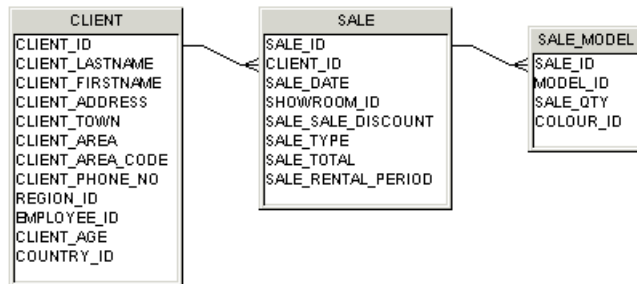 CLIENT
CLIENT_ID
CLIENT_LASTNAME
CLIENT_FIRSTNAME
CLIENT_ADDRESS
CLIENT_TOWN
CLIENT_AREA
CLIENT_AREA_CODE
CLIENT_PHONE_NO
REGION_ID
EMPLOYEE_ID
CLIENT_AGE
COUNTRY_ID
SALE
SALE_ID
CLIENT_ID
SALE_DATE
SHOWROOM_ID
SALE_SALE_DISCOUNT
SALE_TYPE
SALE_TOTAL
SALE_RENTAL_PERIOD
SALE_MODEL
SALE_ID
MODEL_ID
SALE_QTY
COLOUR_ID